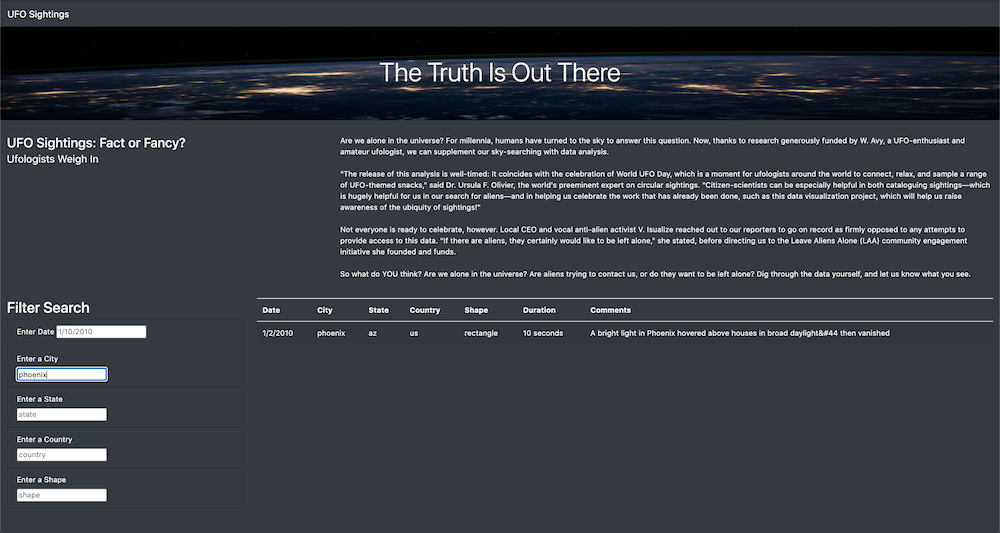 UFO Sightings
The Truth Is Out There
UFO Sightings: Fact or Fancy?
Ufologists Weigh In
Are we alone in the universe? For millennia, humans have turned to the sky to answer this question. Now, thanks to research generously funded by W. Avy, a UFO-enthusiast and
amateur ufologist, we can supplement our sky-searching with data analysis.
"The release of this analysis is well-timed: It coincides with the celebration of World UFO Day, which is a moment for ufologists around the world to connect, relax, and sample a range
of UFO-themed snacks," said Dr. Ursula F. Olivier, the world's preeminent expert on circular sightings. "Citizen-scientists can be especially helpful in both cataloguing sightings—which
is hugely helpful for us in our search for aliens—and in helping us celebrate the work that has already been done, such as this data visualization project, which will help us raise
awareness of the ubiquity of sightings!"
Not everyone is ready to celebrate, however. Local CEO and vocal anti-alien activist V. Isualize reached out to our reporters to go on record as firmly opposed to any attempts to
provide access to this data. "If there are aliens, they certainly would like to be left alone," she stated, before directing us to the Leave Aliens Alone (LAA) community engagement
initiative she founded and funds.
So what do YOU think? Are we alone in the universe? Are aliens trying to contact us, or do they want to be left alone? Dig through the data yourself, and let us know what you see.
Filter Search
Enter Date 1/10/2010
Enter a City
phoenix
Enter a State
state
Enter a Country
country
Enter a Shape
shape
Date City State Country Shape Duration Comments
1/2/2010 phoenix az us rectangle 10 seconds A bright light in Phoenix hovered above houses in broad daylight&#44 then vanished